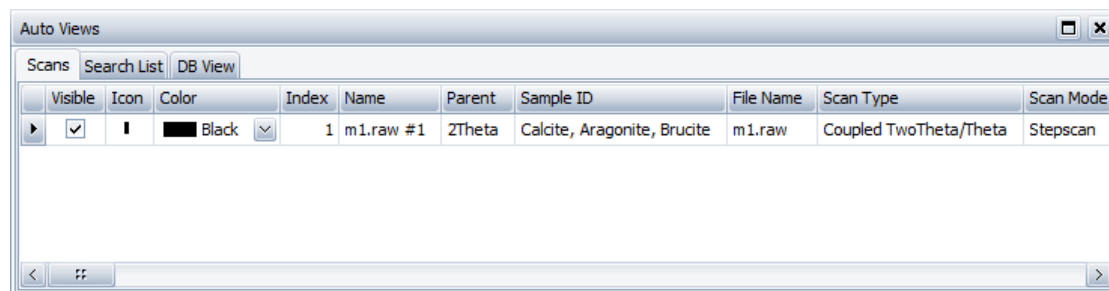 Auto Views
Scans Search List DB View
Visible Icon Color Index Name Parent Sample ID File Name Scan Type Scan Mode
Black 1 m1.raw #1 2Theta Calcite, Aragonite, Brucite m1.raw Coupled TwoTheta/Theta Stepscan